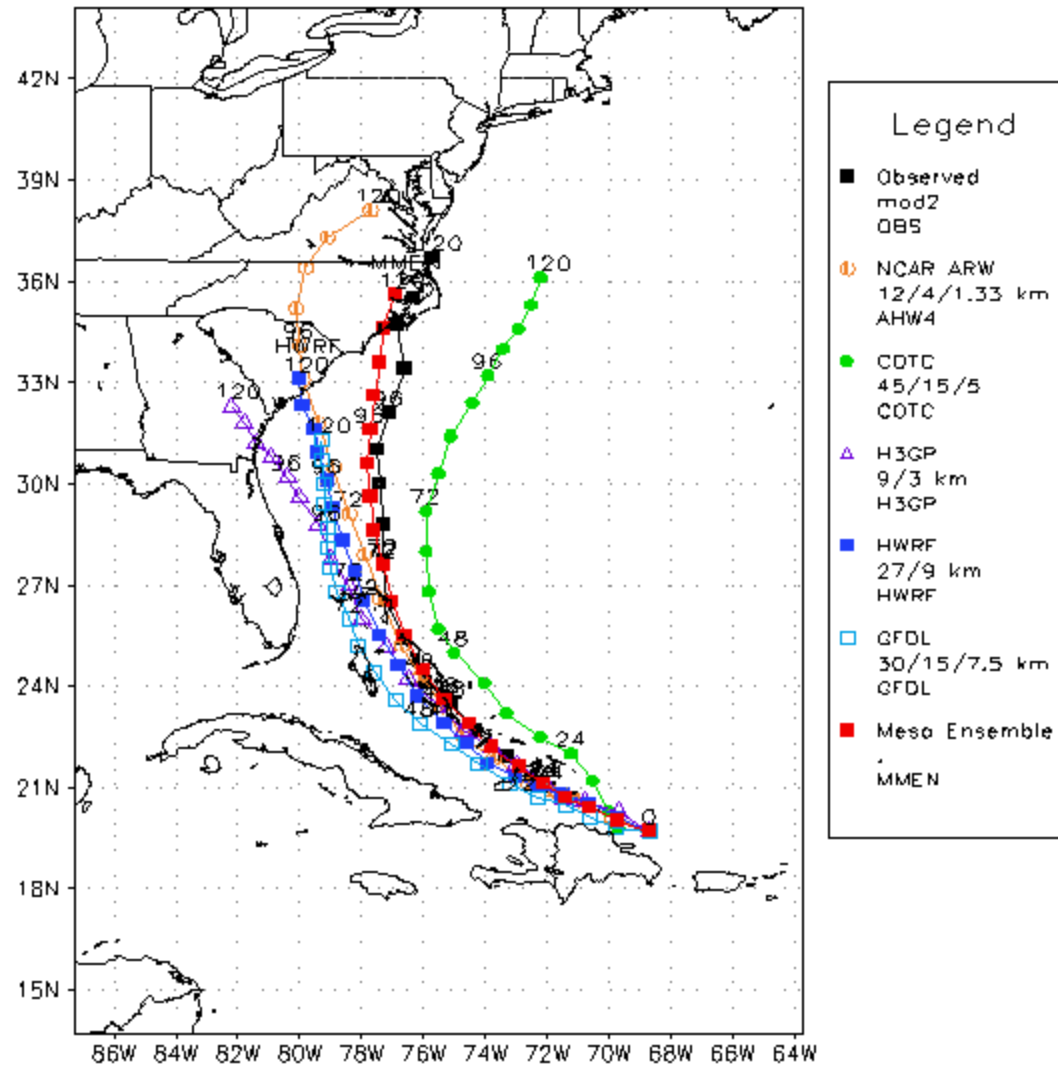 42N
39N
36N
33N
30N
27N
24N
21N
18N
15N
86W 84W 82W 80W 78W 76W 74W 72W 70W 68W 66W 64W
120
120
MMEN
120
96
HWRF
120
120
120
96
96
96
72
72
48
24
0
Legend
Observed
mod2
OBS
NCAR ARW
12/4/1.33 km
AHW4
COTC
45/15/5
COTC
H3GP
9/3 km
H3GP
HWRF
27/9 km
HWRF
GFDL
30/15/7.5 km
GFDL
Meso Ensemble
.
MMEN